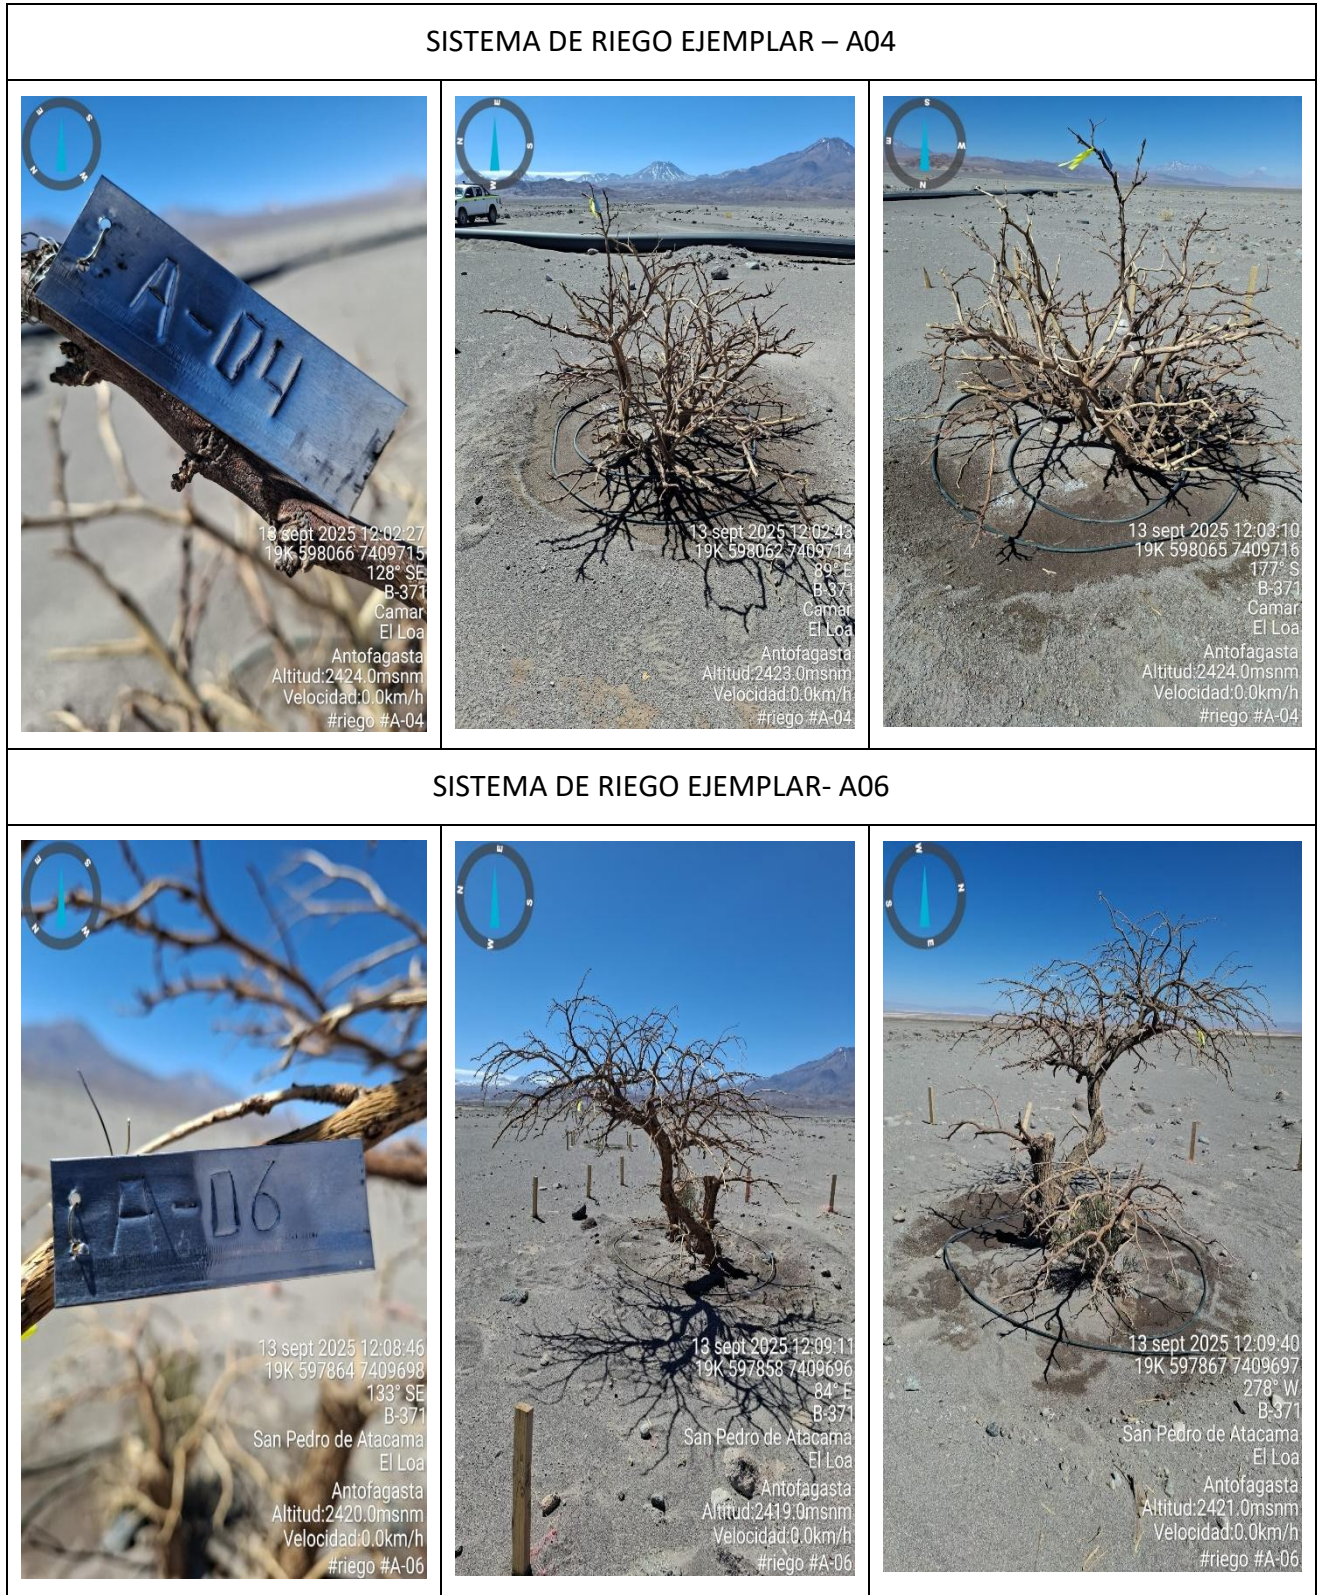 SISTEMA DE RIEGO EJEMPLAR – A04
A-04
13 sept 2025 12:02:27
19K 598066 7409715
128° SE
B-371
Camar
El Loa
Antofagasta
Altitud:2424.0msnm
Velocidad:0.0km/h
#riego #A-04
13 sept 2025 12:02:43
19K 598062 7409714
89° E
B-371
Camar
El Loa
Antofagasta
Altitud:2423.0msnm
Velocidad:0.0km/h
#riego #A-04
13 sept 2025 12:03:10
19K 598065 7409716
177° S
B-371
Camar
El Loa
Antofagasta
Altitud:2424.0msnm
Velocidad:0.0km/h
#riego #A-04
SISTEMA DE RIEGO EJEMPLAR- A06
A-06
13 sept 2025 12:08:46
19K 597864 7409698
133° SE
B-371
San Pedro de Atacama
El Loa
Antofagasta
Altitud:2420.0msnm
Velocidad:0.0km/h
#riego #A-06
13 sept 2025 12:09:11
19K 597858 7409696
84° E
B-371
San Pedro de Atacama
El Loa
Antofagasta
Altitud:2419.0msnm
Velocidad:0.0km/h
#riego #A-06
13 sept 2025 12:09:40
19K 597867 7409697
278° W
B-371
San Pedro de Atacama
El Loa
Antofagasta
Altitud:2421.0msnm
Velocidad:0.0km/h
#riego #A-06